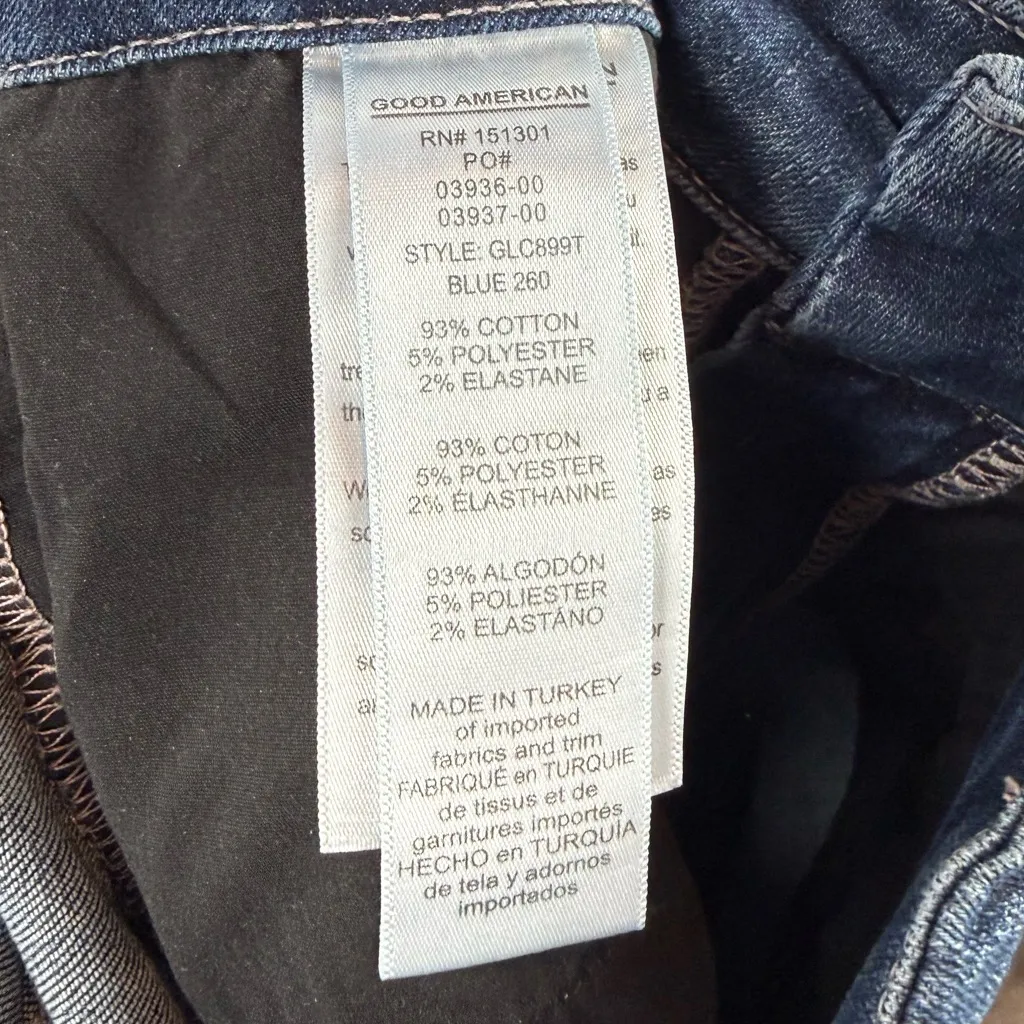 GOOD AMERICAN
RN# 151301
PO#
03936-00
03937-00
STYLE: GLC899T
BLUE 260
93% COTTON
5% POLYESTER
2% ELASTANE
93% COTON
5% POLYESTER
2% ÉLASTHANNE
93% ALGODÓN
5% POLIESTER
2% ELASTÁNO
MADE IN TURKEY
of imported
fabrics and trim
FABRIQUÉ en TURQUIE
de tissus et de
garnitures importés
HECHO en TURQUÍA
de tela y adornos
importados